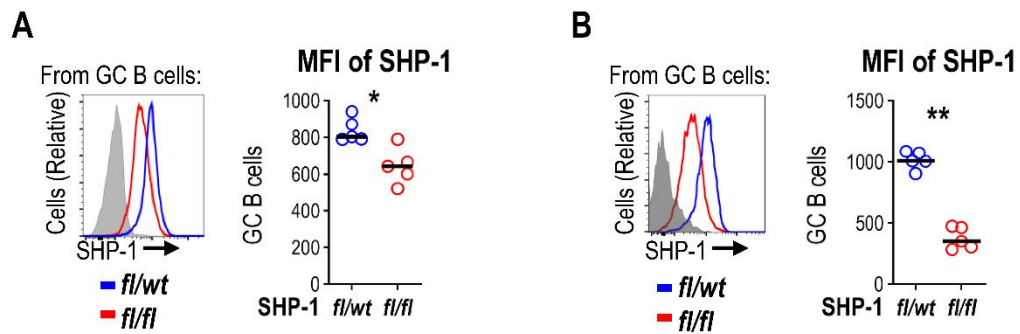 A
From GC B cells:
Cells (Relative)
SHP-1
fl/wt
fl/fl
MFI of SHP-1
GC B cells
1000
800
600
400
200
0
*
SHP-1 fl/wt fl/fl
B
From GC B cells:
Cells (Relative)
SHP-1
fl/wt
fl/fl
MFI of SHP-1
GC B cells
1500
1000
500
0
**
SHP-1 fl/wt fl/fl